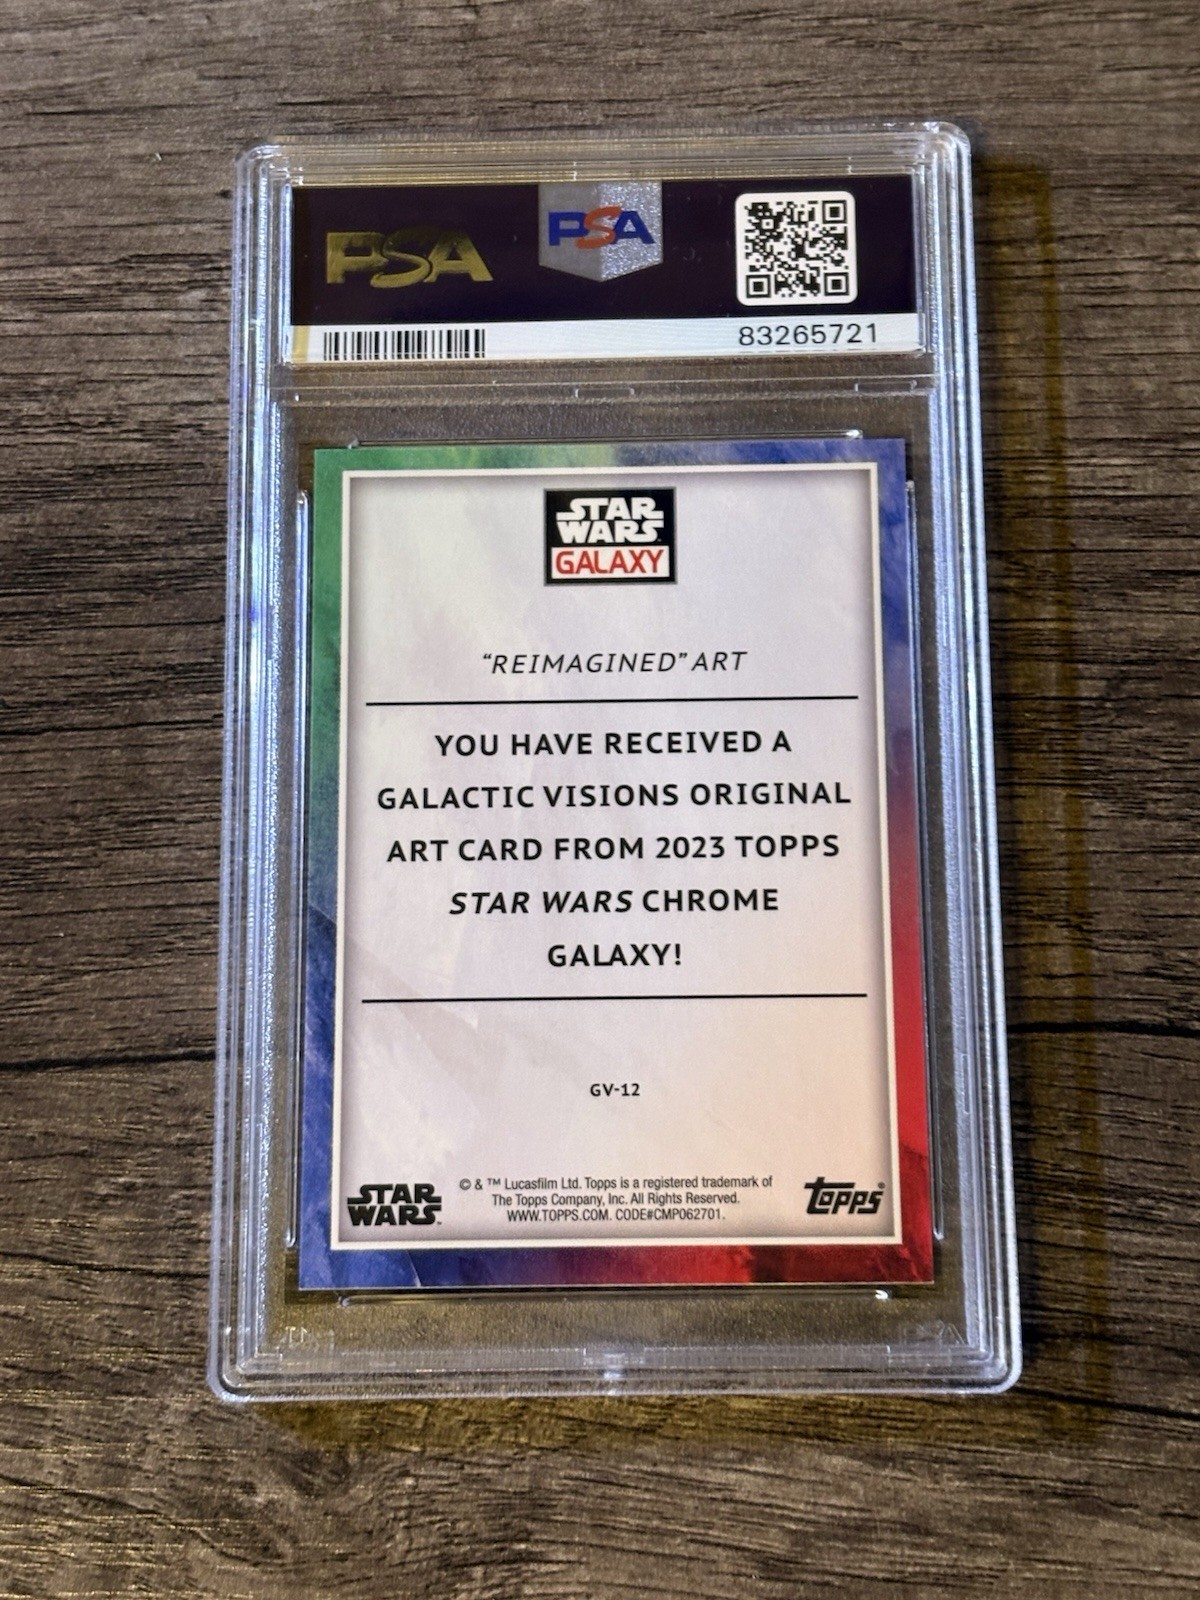 PSA
PSA
83265721
STAR
WARS
GALAXY
“REIMAGINED” ART
YOU HAVE RECEIVED A
GALACTIC VISIONS ORIGINAL
ART CARD FROM 2023 TOPPS
STAR WARS CHROME
GALAXY!
GV-12
STAR
WARS
© & ™ Lucasfilm Ltd. Topps is a registered trademark of
The Topps Company, Inc. All Rights Reserved.
WWW.TOPPS.COM. CODE#CMP062701.
topps®